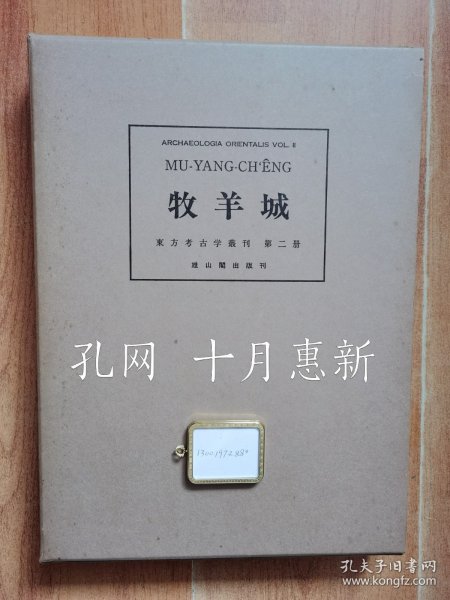 ARCHAEOLOGIA ORIENTALIS VOL. II
MU-YANG-CH'ÊNG
牧羊城
東方考古学叢刊 第二册
雄山閣出版刊
孔网 十月惠新
孔夫子旧书网
www.kongfz.com